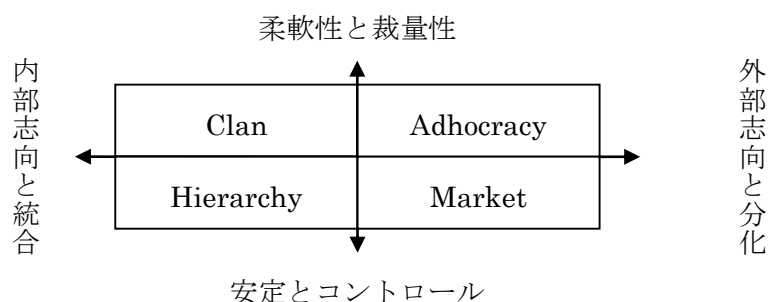 柔軟性と裁量性
内部志向と統合
外部志向と分化
Clan
Adhocracy
Hierarchy
Market
安定とコントロール